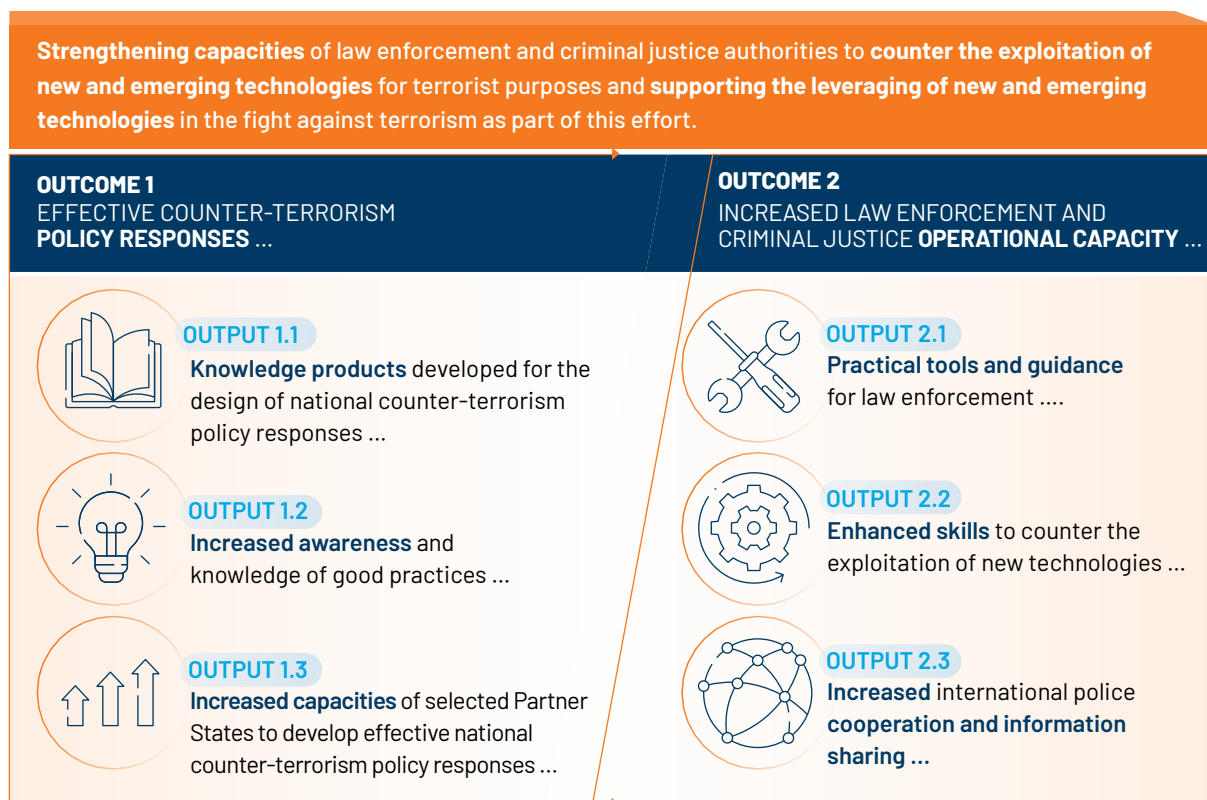 Strengthening capacities of law enforcement and criminal justice authorities to counter the exploitation of
new and emerging technologies for terrorist purposes and supporting the leveraging of new and emerging
technologies in the fight against terrorism as part of this effort.
OUTCOME 1
EFFECTIVE COUNTER-TERRORISM
POLICY RESPONSES ...
OUTPUT 1.1
Knowledge products developed for the
design of national counter-terrorism
policy responses ...
OUTPUT 1.2
Increased awareness and
knowledge of good practices ...
OUTPUT 1.3
Increased capacities of selected Partner
States to develop effective national
counter-terrorism policy responses ...
OUTCOME 2
INCREASED LAW ENFORCEMENT AND
CRIMINAL JUSTICE OPERATIONAL CAPACITY ...
OUTPUT 2.1
Practical tools and guidance
for law enforcement ....
OUTPUT 2.2
Enhanced skills to counter the
exploitation of new technologies ...
OUTPUT 2.3
Increased international police
cooperation and information
sharing ...